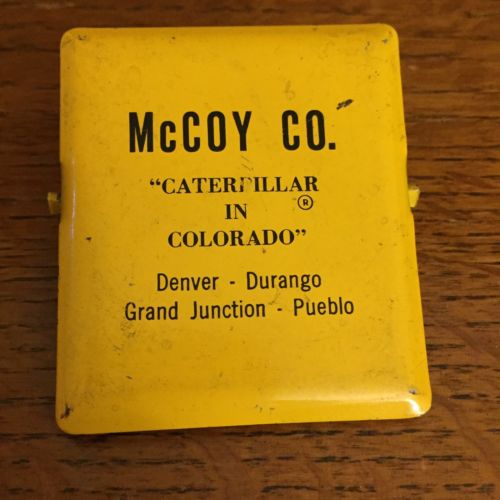 McCOY CO.
“CATERPILLAR
IN ®
COLORADO”
Denver - Durango
Grand Junction - Pueblo